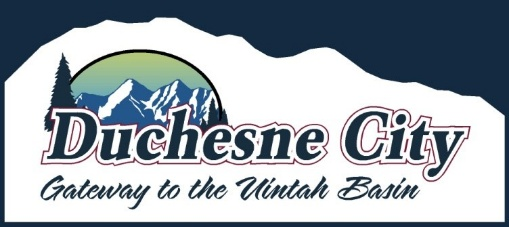 Duchesne City
Gateway to the Uintah Basin